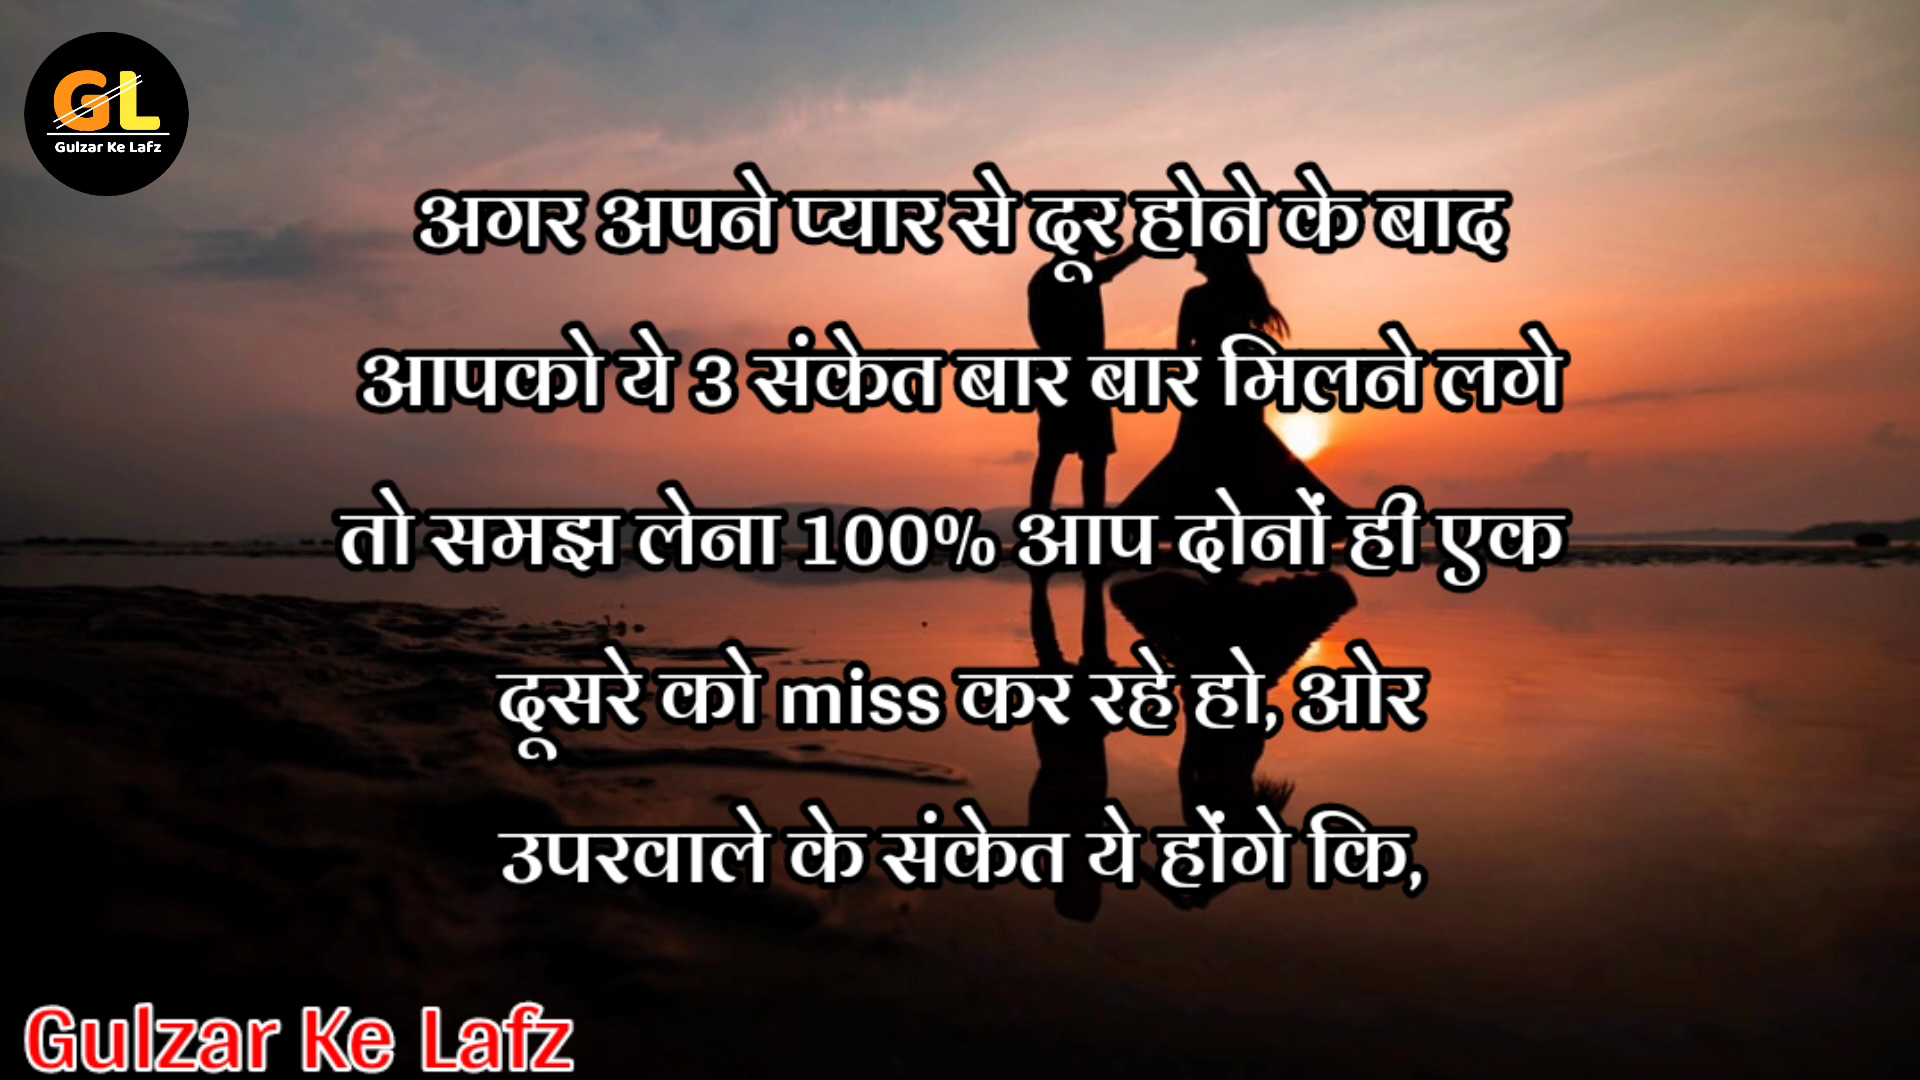 GL
Gulzar Ke Lafz
अगर अपने प्यार से दूर होने के बाद
आपको ये 3 संकेत बार बार मिलने लगे
तो समझ लेना 100% आप दोनों ही एक
दूसरे को miss कर रहे हो, ओर
उपरवाले के संकेत ये होंगे कि,
Gulzar Ke Lafz